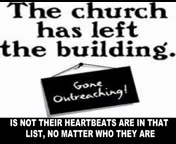 The church
has left
the building.
Gone
Outreaching!
IS NOT THEIR HEARTBEATS ARE IN THAT
LIST, NO MATTER WHO THEY ARE